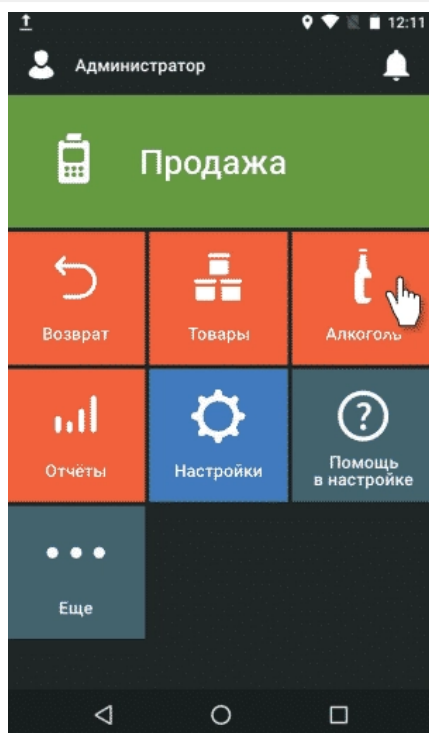 12:11
Администратор
Продажа
Возврат
Товары
Алкоголь
Отчёты
Настройки
Помощь
в настройке
Еще